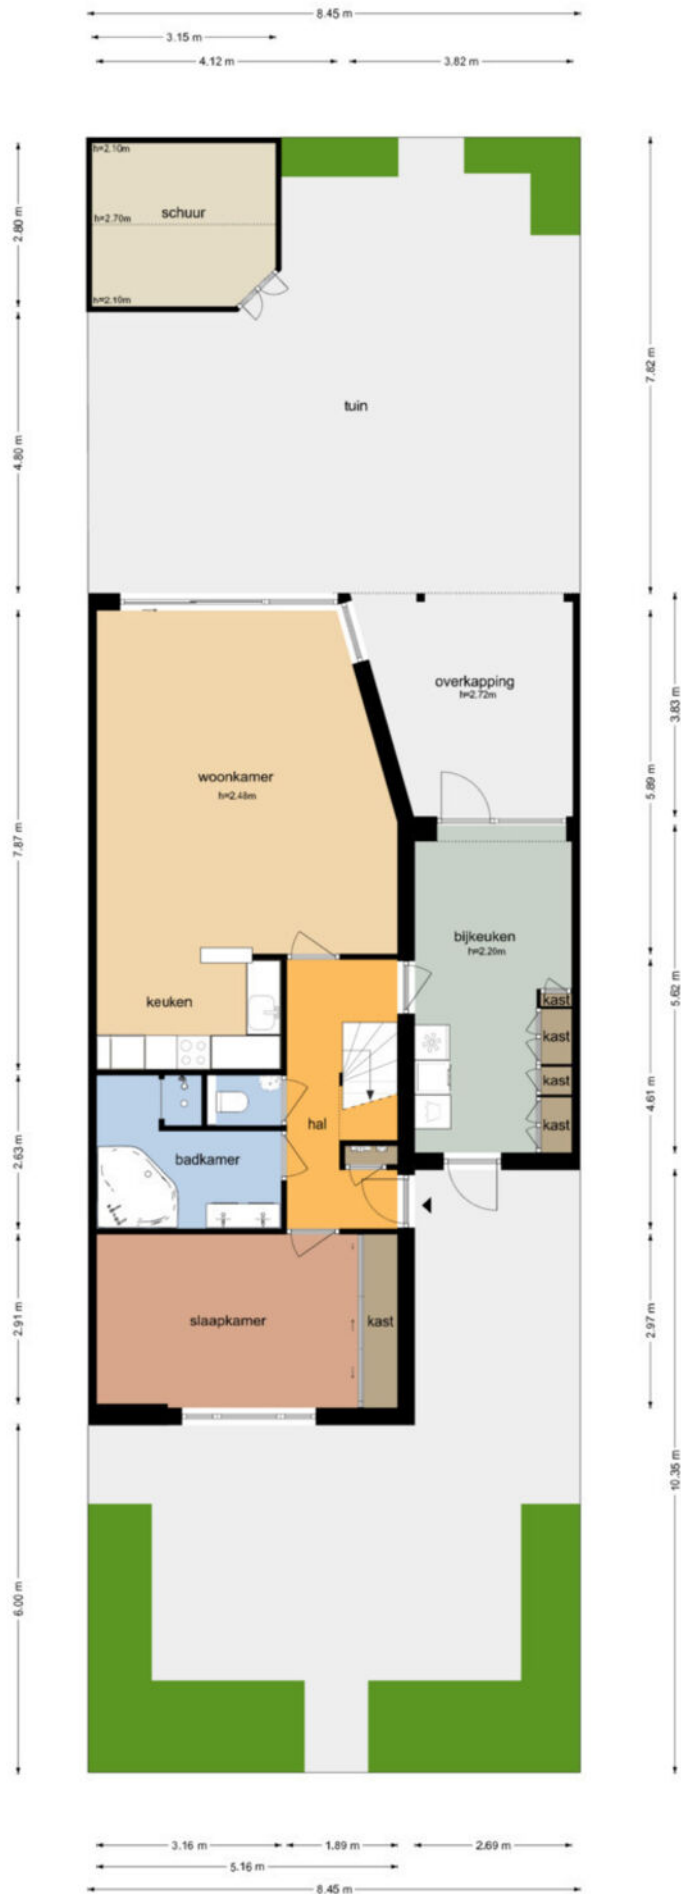 8.45 m
3.15 m
4.12 m
3.82 m
h=2.10m
schuur
h=2.70m
h=2.10m
2.80 m
7.82 m
tuin
4.80 m
overkapping
h=2.72m
3.83 m
woonkamer
h=2.48m
5.89 m
7.87 m
bijkeuken
h=2.20m
5.62 m
keuken
kast
kast
kast
kast
4.61 m
hal
badkamer
2.63 m
slaapkamer
kast
2.91 m
2.97 m
10.35 m
6.00 m
3.16 m
1.89 m
2.69 m
5.16 m
8.45 m